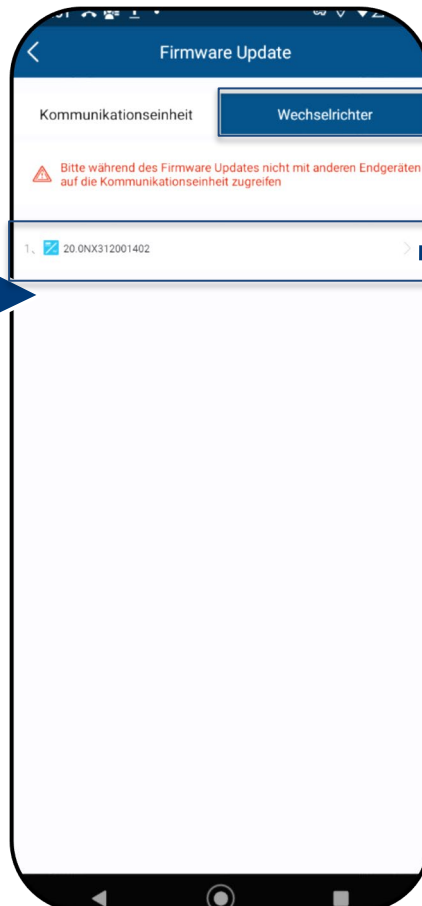 Firmware Update
Kommunikationseinheit
Wechselrichter
Bitte während des Firmware Updates nicht mit anderen Endgeräten
auf die Kommunikationseinheit zugreifen
1、 20.0NX312001402